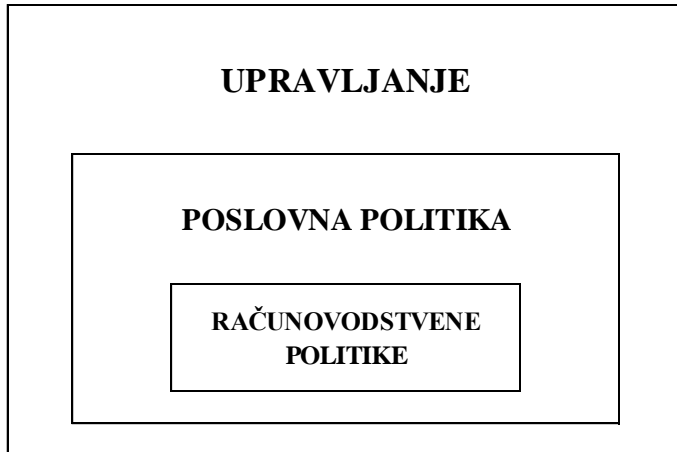 UPRAVLJANJE
POSLOVNA POLITIKA
RAČUNOVODSTVENE
POLITIKE